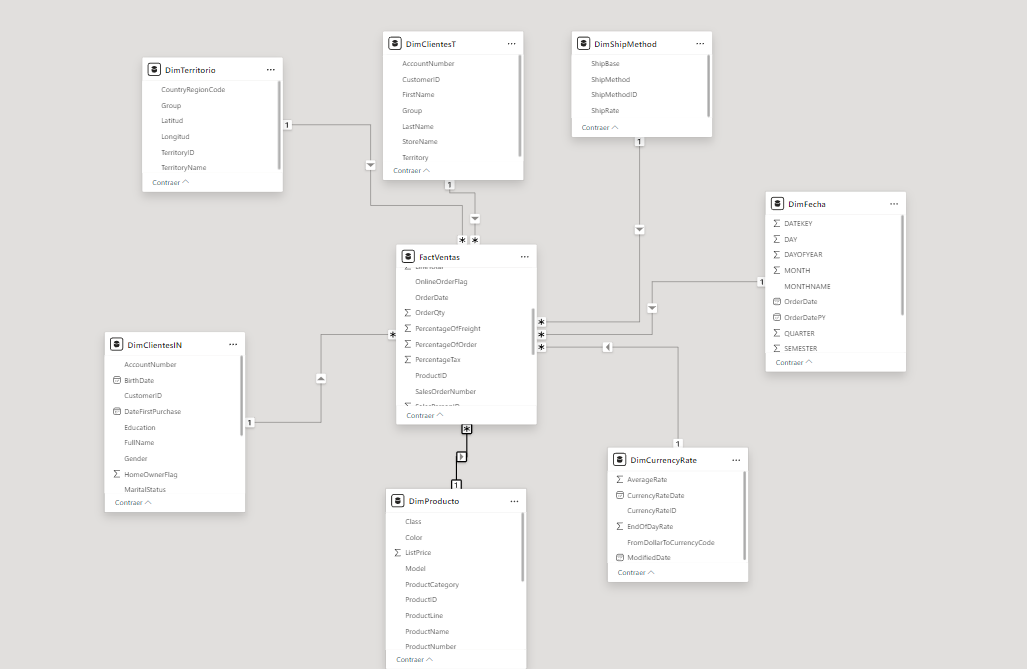 DimTerritorio
CountryRegionCode
Group
Latitud
Longitud
TerritoryID
TerritoryName
Contraer
DimClientesT
AccountNumber
CustomerID
FirstName
Group
LastName
StoreName
Territory
Contraer
DimShipMethod
ShipBase
ShipMethod
ShipMethodID
ShipRate
Contraer
1
1
1
DimFecha
DATEKEY
DAY
DAYOFYEAR
MONTH
MONTHNAME
OrderDate
OrderDatePY
QUARTER
SEMESTER
Contraer
1
FactVentas
OnlineOrderFlag
OrderDate
OrderQty
PercentageOfFreight
PercentageOfOrder
PercentageTax
ProductID
SalesOrderNumber
Contraer
DimClientesIN
AccountNumber
BirthDate
CustomerID
DateFirstPurchase
Education
FullName
Gender
HomeOwnerFlag
MaritalStatus
Contraer
1
1
1
DimProducto
Class
Color
ListPrice
Model
ProductCategory
ProductID
ProductLine
ProductName
ProductNumber
Contraer
DimCurrencyRate
AverageRate
CurrencyRateDate
CurrencyRateID
EndOfDayRate
FromDollarToCurrencyCode
ModifiedDate
Contraer